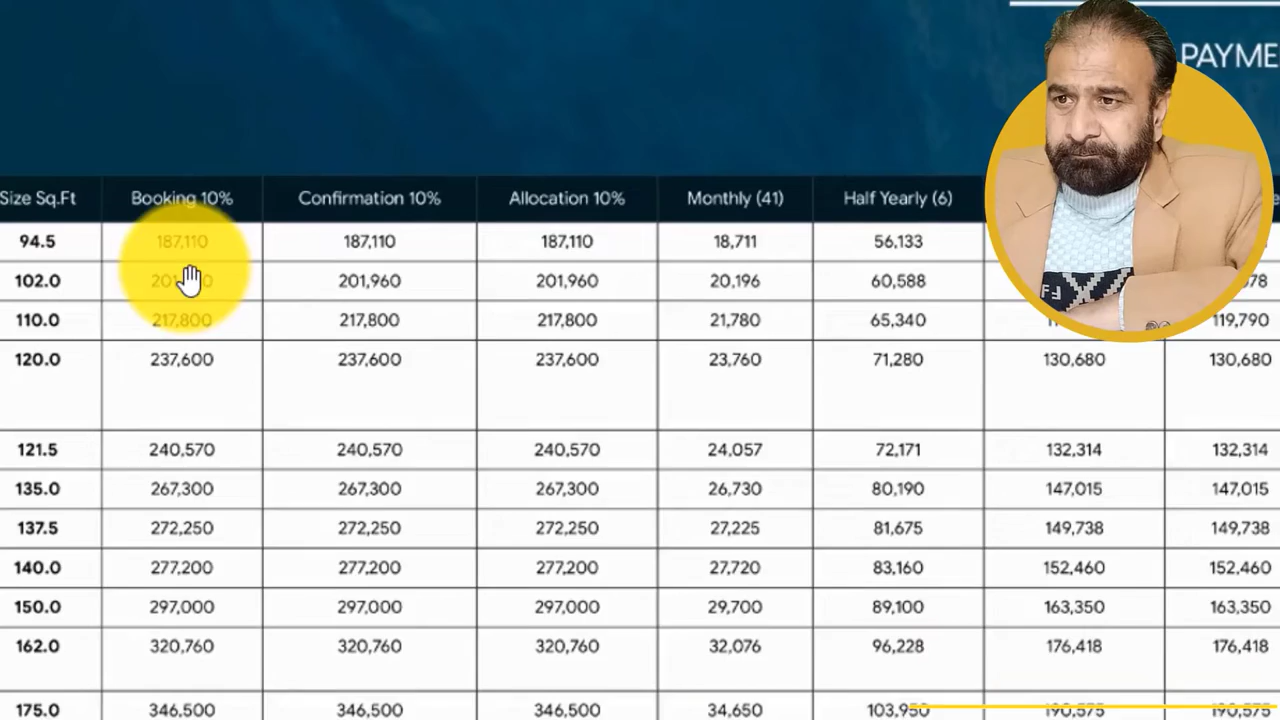 PAYME
Size Sq.Ft Booking 10% Confirmation 10% Allocation 10% Monthly (41) Half Yearly (6)
94.5 187,110 187,110 187,110 18,711 56,133
102.0 201,960 201,960 20,196 60,588
110.0 217,800 217,800 217,800 21,780 65,340 119,790
120.0 237,600 237,600 237,600 23,760 71,280 130,680 130,680
121.5 240,570 240,570 240,570 24,057 72,171 132,314 132,314
135.0 267,300 267,300 267,300 26,730 80,190 147,015 147,015
137.5 272,250 272,250 272,250 27,225 81,675 149,738 149,738
140.0 277,200 277,200 277,200 27,720 83,160 152,460 152,460
150.0 297,000 297,000 297,000 29,700 89,100 163,350 163,350
162.0 320,760 320,760 320,760 32,076 96,228 176,418 176,418
175.0 346,500 346,500 346,500 34,650 103,950 190,575 190,575